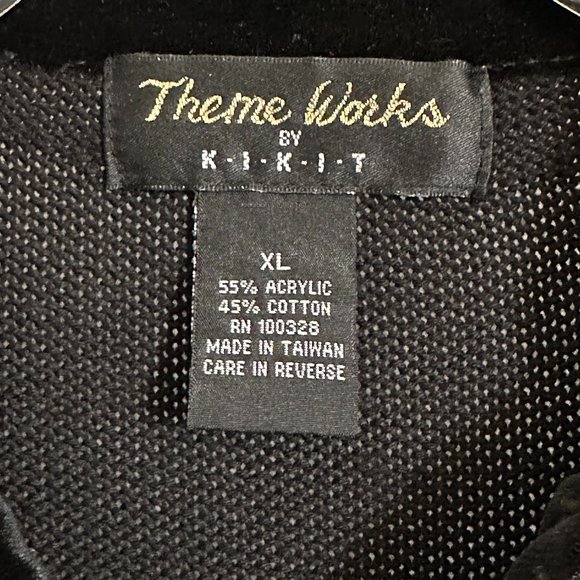 Theme Works
BY
K·I·K·I·T
XL
55% ACRYLIC
45% COTTON
RN 100328
MADE IN TAIWAN
CARE IN REVERSE